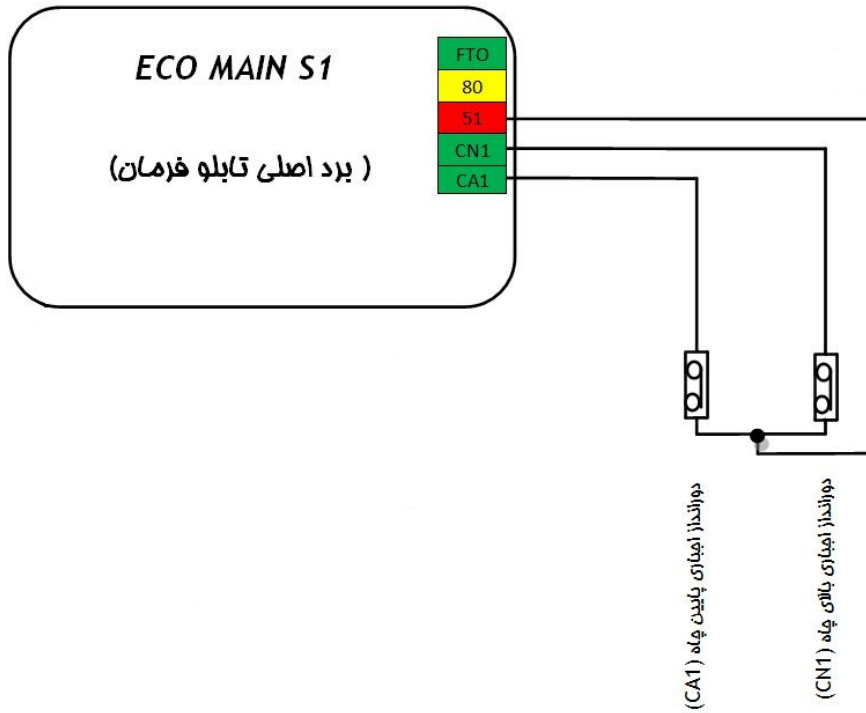 ECO MAIN S1
( برد اصلی تابلو فرمان)
FTO
80
51
CN1
CA1
دورانداز اجباری پایین چاه (CA1)
دورانداز اجباری بالای چاه (CN1)